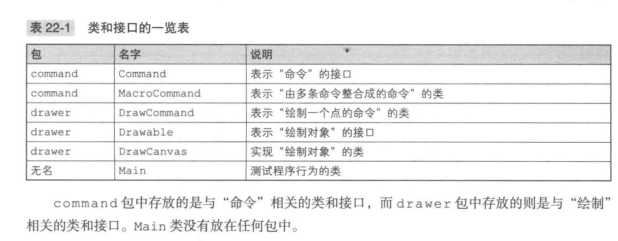 表 22-1 类和接口的一览表
包 名字 说明
command Command 表示“命令”的接口
command MacroCommand 表示“由多条命令整合成的命令”的类
drawer DrawCommand 表示“绘制一个点的命令”的类
drawer Drawable 表示“绘制对象”的接口
drawer DrawCanvas 实现“绘制对象”的类
无名 Main 测试程序行为的类
command 包中存放的是与“命令”相关的类和接口，而 drawer 包中存放的则是与“绘制”
相关的类和接口。Main 类没有放在任何包中。